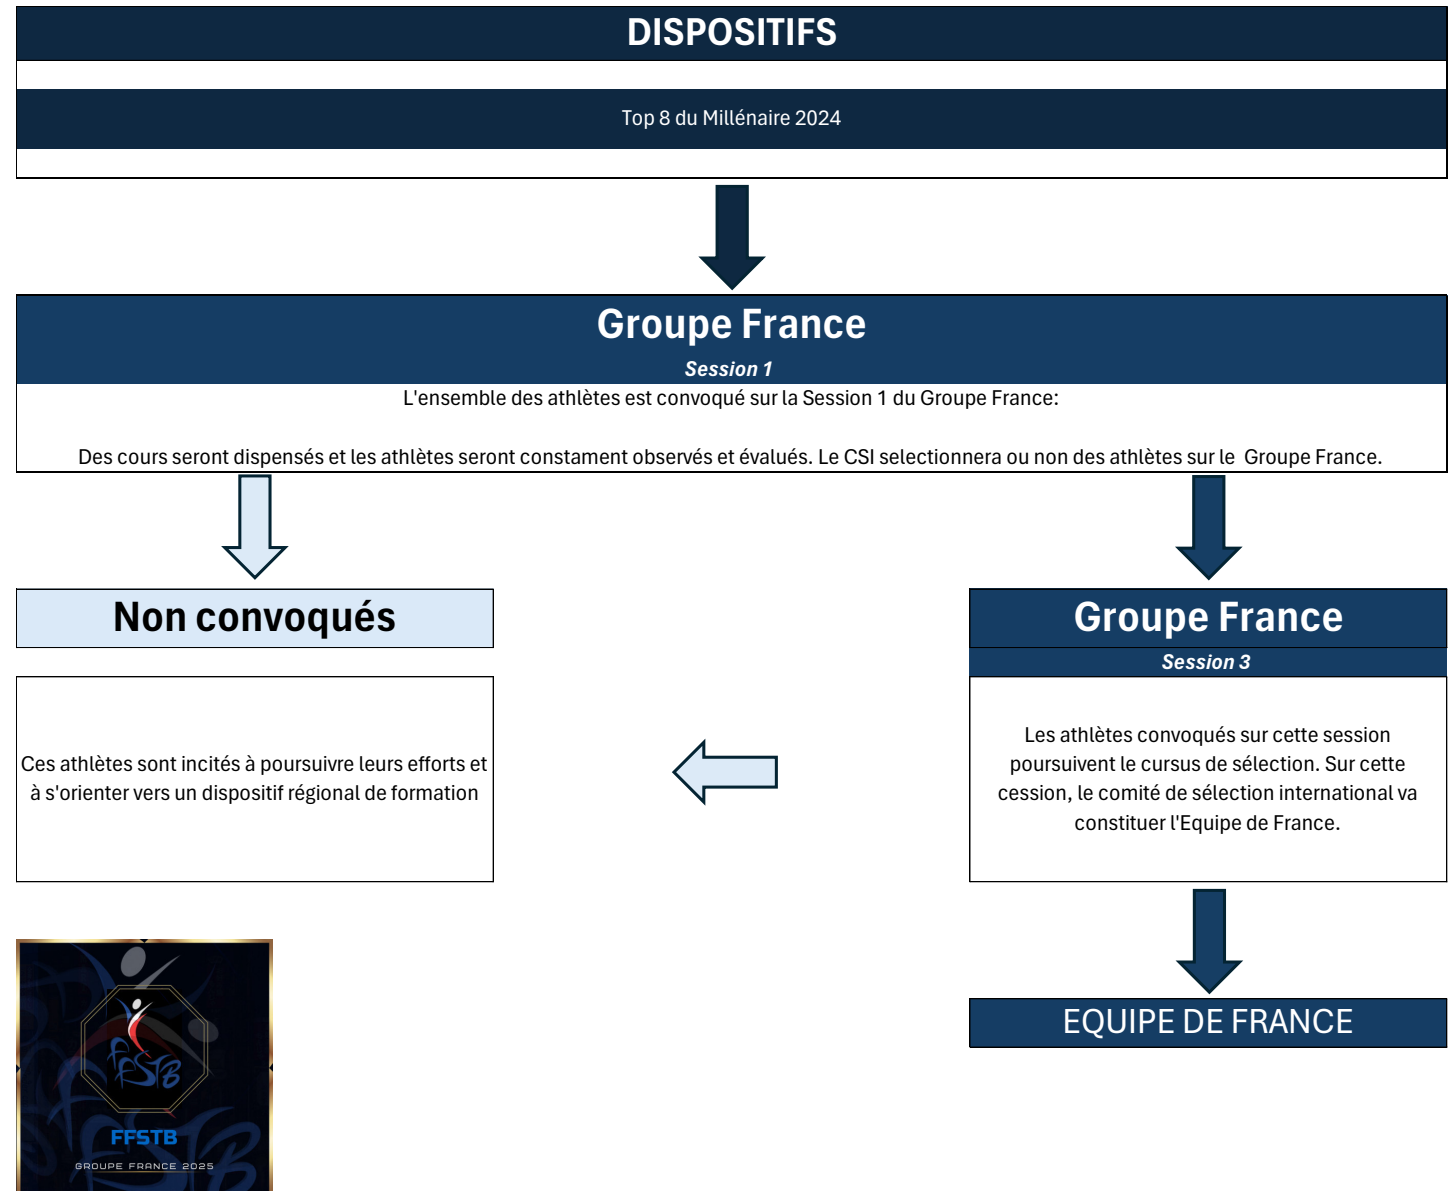 DISPOSITIFS
Top 8 du Millénaire 2024
Groupe France
Session 1
L'ensemble des athlètes est convoqué sur la Session 1 du Groupe France:
Des cours seront dispensés et les athlètes seront constament observés et évalués. Le CSI selectionnera ou non des athlètes sur le Groupe France.
Non convoqués
Ces athlètes sont incités à poursuivre leurs efforts et
à s'orienter vers un dispositif régional de formation
Groupe France
Session 3
Les athlètes convoqués sur cette session
poursuivent le cursus de sélection. Sur cette
cession, le comité de sélection international va
constituer l'Equipe de France.
EQUIPE DE FRANCE
FFSTB
FFSTB
GROUPE FRANCE 2025